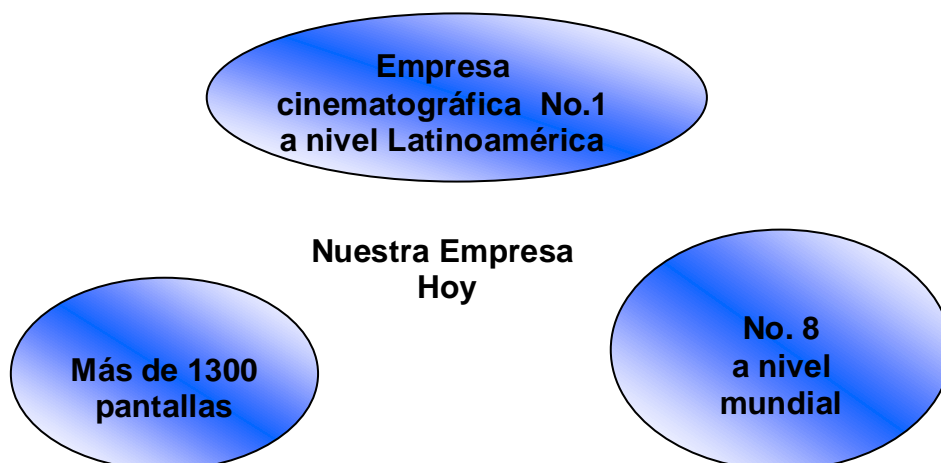 Empresa
cinematográfica No.1
a nivel Latinoamérica
Nuestra Empresa
Hoy
Más de 1300
pantallas
No. 8
a nivel
mundial